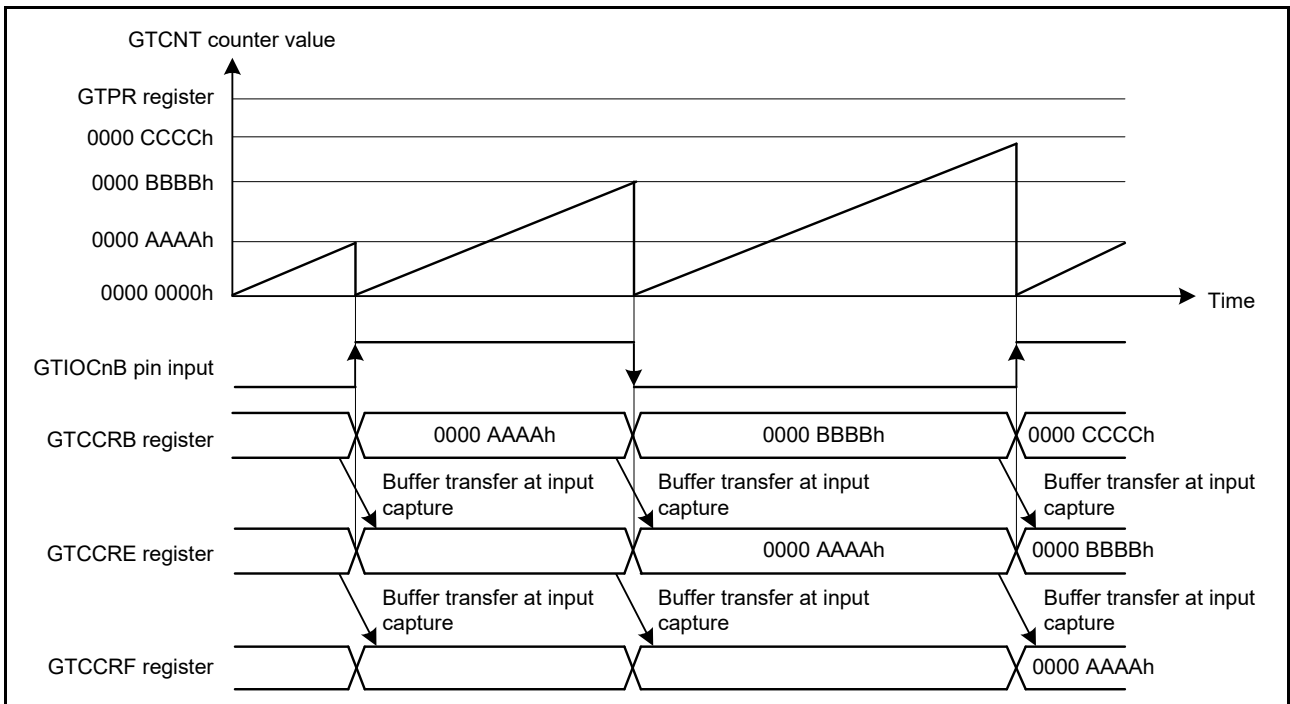 GTCNT counter value
GTPR register
0000 CCCCh
0000 BBBBh
0000 AAAAh
0000 0000h
Time
GTIOCnB pin input
GTCCRB register
0000 AAAAh
0000 BBBBh
0000 CCCCh
Buffer transfer at input
capture
Buffer transfer at input
capture
Buffer transfer at input
capture
GTCCRE register
0000 AAAAh
0000 BBBBh
Buffer transfer at input
capture
Buffer transfer at input
capture
Buffer transfer at input
capture
GTCCRF register
0000 AAAAh